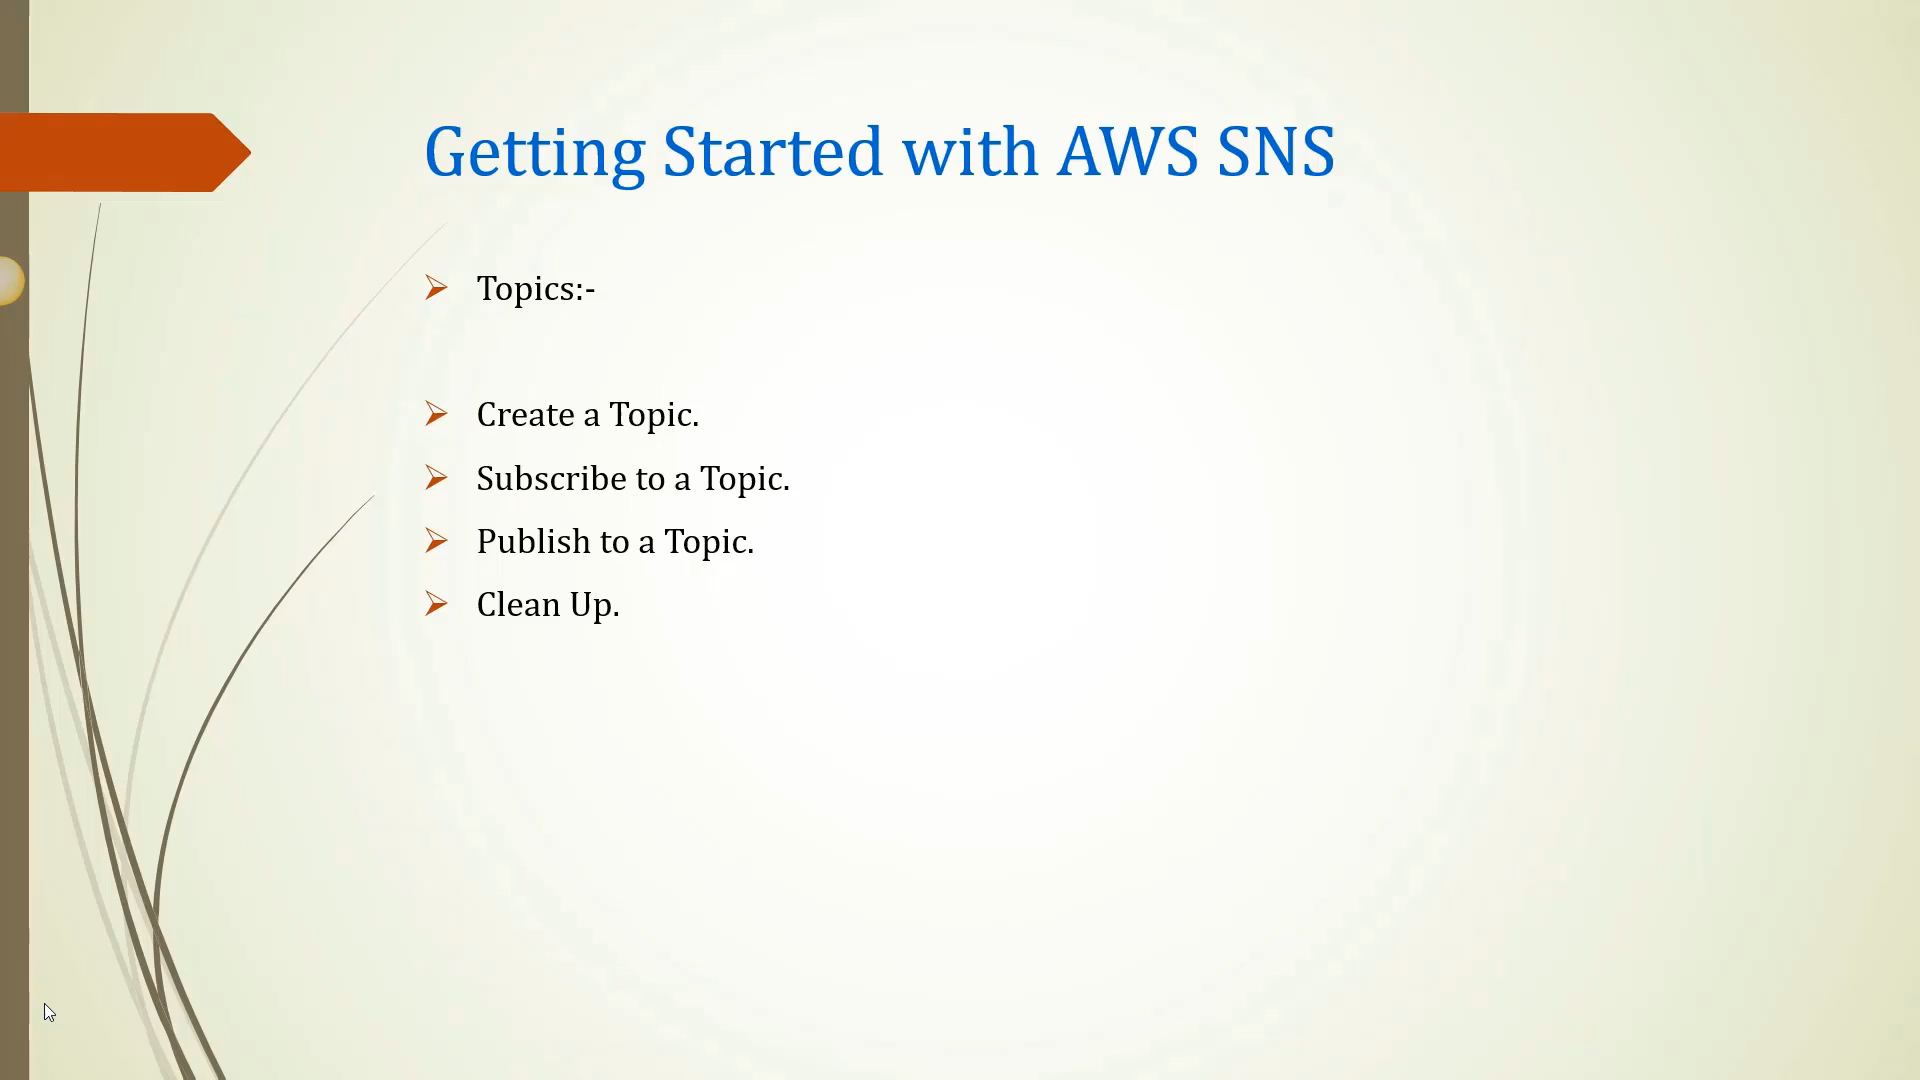 Getting Started with AWS SNS
Topics:-
Create a Topic.
Subscribe to a Topic.
Publish to a Topic.
Clean Up.